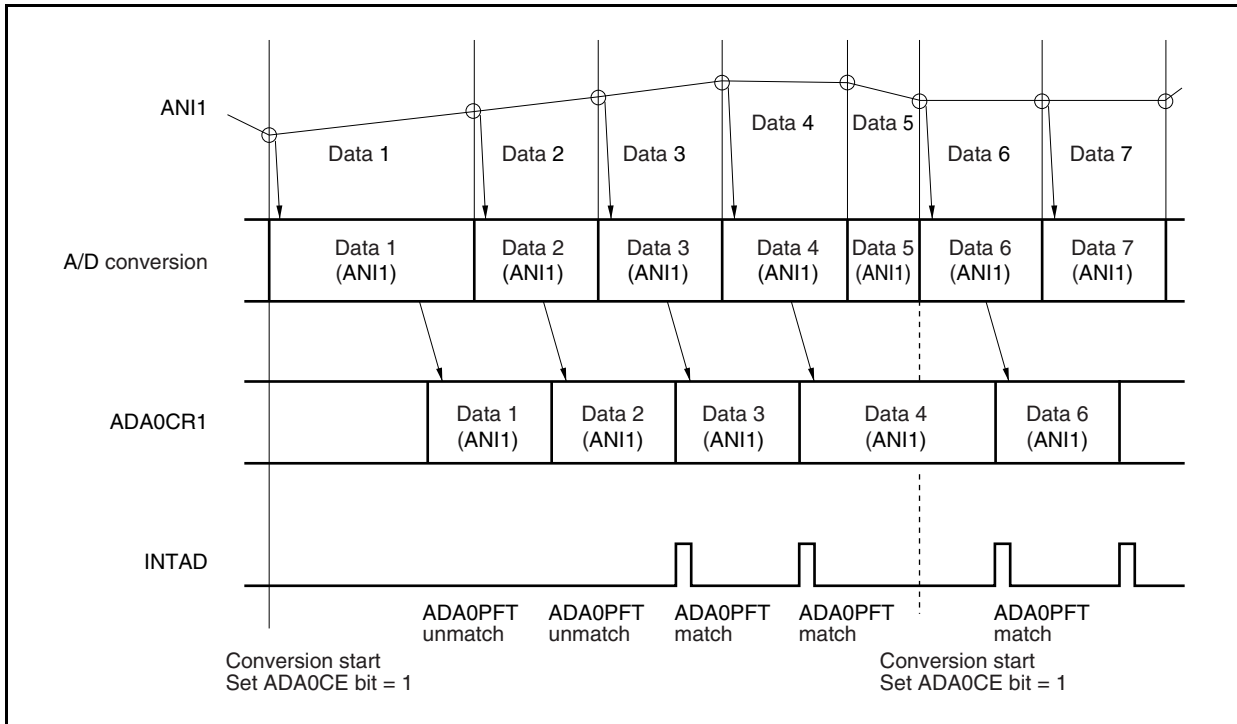 ANI1
Data 1
Data 2
Data 3
Data 4
Data 5
Data 6
Data 7
A/D conversion
Data 1
(ANI1)
Data 2
(ANI1)
Data 3
(ANI1)
Data 4
(ANI1)
Data 5
(ANI1)
Data 6
(ANI1)
Data 7
(ANI1)
ADA0CR1
Data 1
(ANI1)
Data 2
(ANI1)
Data 3
(ANI1)
Data 4
(ANI1)
Data 6
(ANI1)
INTAD
ADA0PFT
unmatch
ADA0PFT
unmatch
ADA0PFT
match
ADA0PFT
match
ADA0PFT
match
Conversion start
Set ADA0CE bit = 1
Conversion start
Set ADA0CE bit = 1